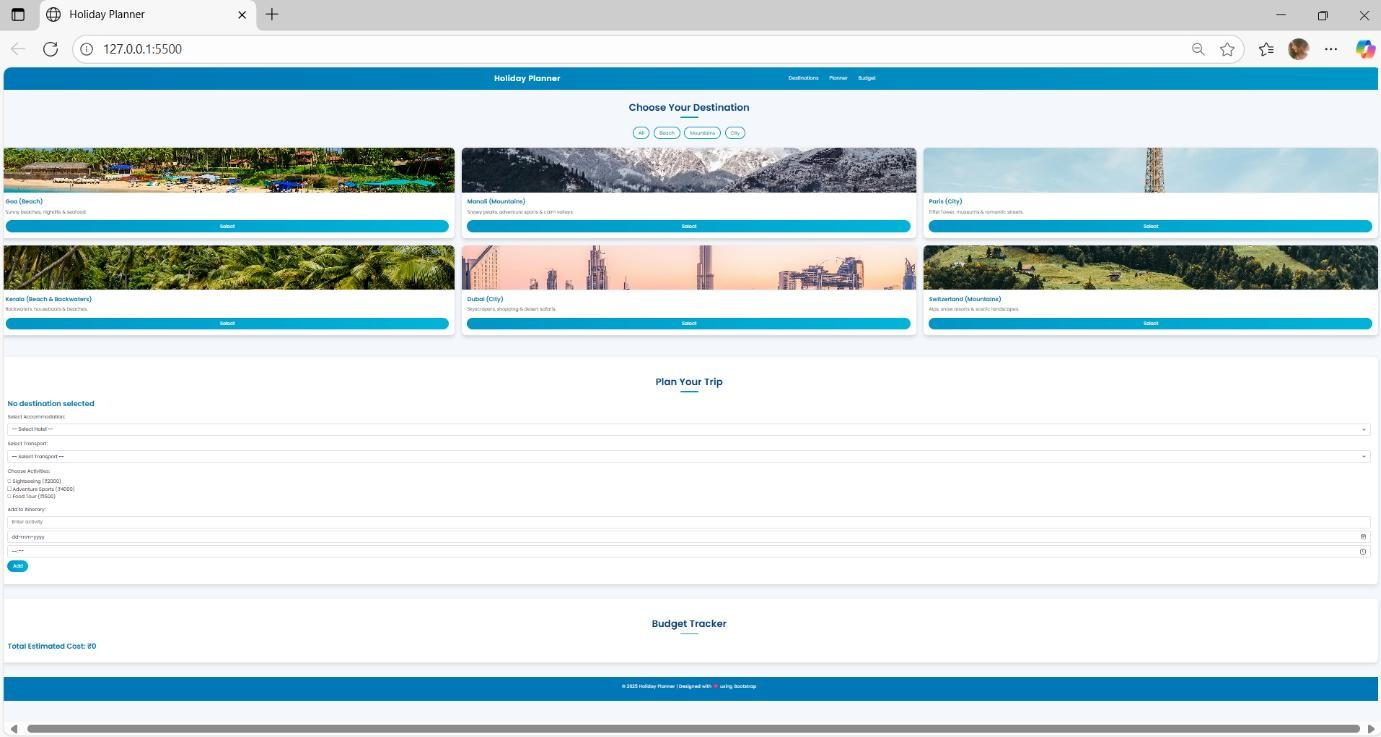 Holiday Planner
127.0.0.1:5500
Holiday Planner Destinations Planner Budget
Choose Your Destination
All Beach Mountains City
Goa (Beach)
Sunny beaches, nightlife & seafood.
Select
Manali (Mountains)
Snowy peaks, adventure sports & calm valleys.
Select
Paris (City)
Eiffel Tower, museums & romantic streets.
Select
Kerala (Beach & Backwaters)
Backwaters, houseboats & beaches.
Select
Dubai (City)
Skyscrapers, shopping & desert safaris.
Select
Switzerland (Mountains)
Alps, snow resorts & scenic landscapes.
Select
Plan Your Trip
No destination selected
Select Accommodation:
-- Select Hotel --
Select Transport:
-- Select Transport --
Choose Activities:
Sightseeing (₹2000)
Adventure Sports (₹4000)
Food Tour (₹1500)
Add to Itinerary:
Enter activity
dd-mm-yyyy
--:--
Add
Budget Tracker
Total Estimated Cost: ₹0
© 2025 Holiday Planner | Designed with ❤️ using Bootstrap